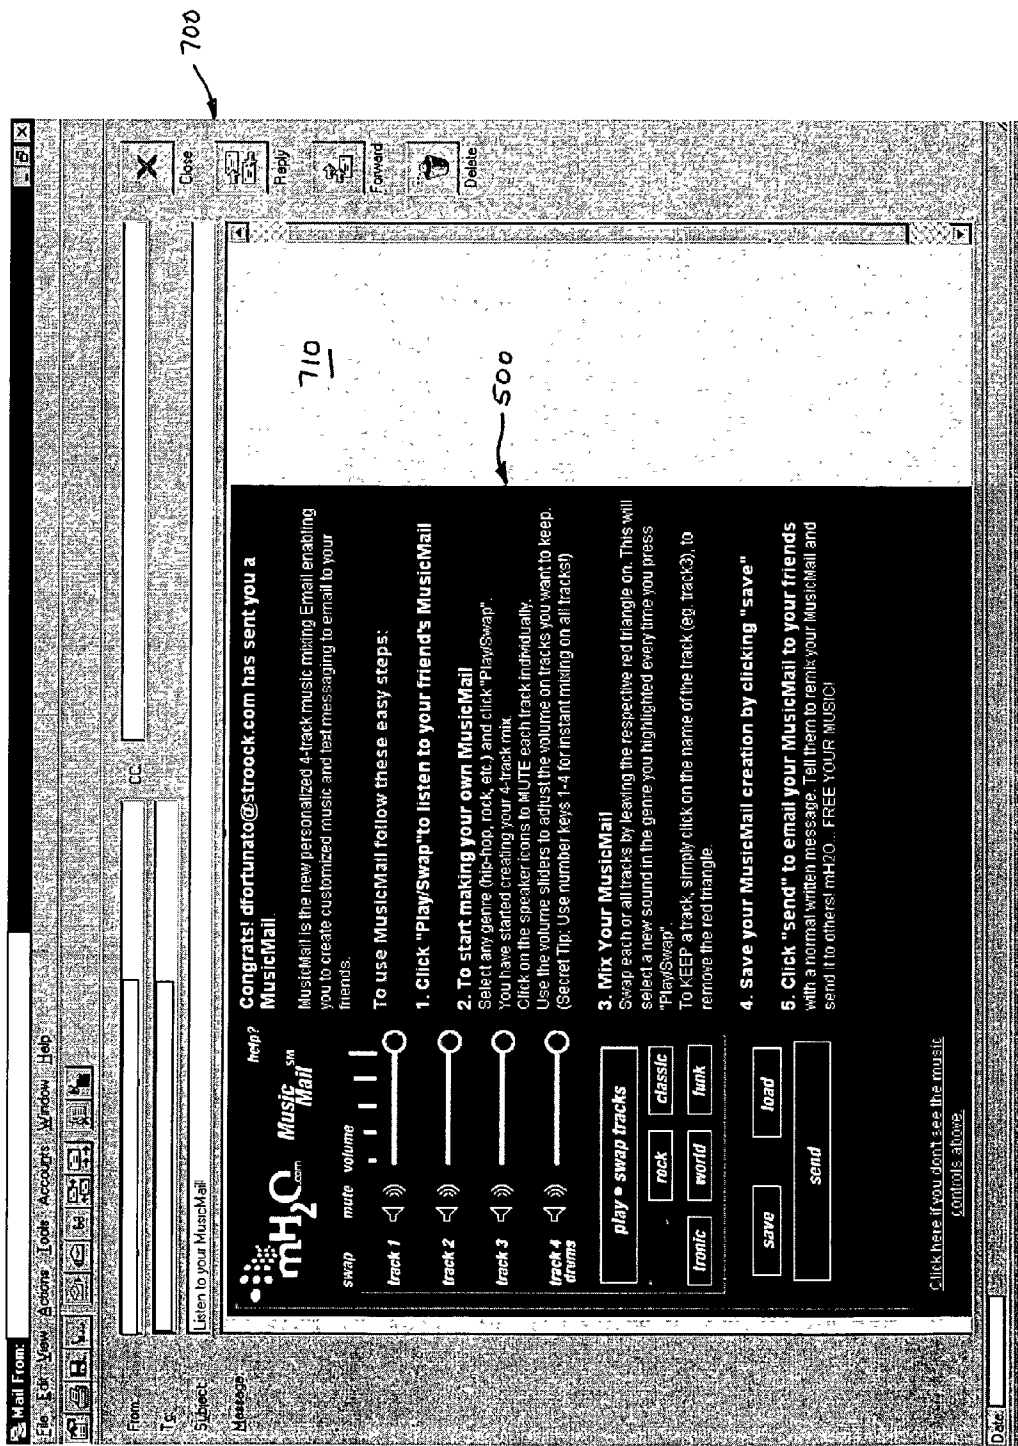 700
Mail From:
File Edit View Actions Tools Accounts Window Help
From:
To:
CC:
Subject:
Listen to your MusicMail
Message:
Close
Reply
Forward
Delete
710
500
mH2O.com
Music Mail SM
help?
swap mute volume
track 1
track 2
track 3
track 4
drums
play • swap tracks
rock classic
tronic world funk
save load
send
Click here if you don't see the music
controls above.
Congrats! dfortunato@stroock.com has sent you a
MusicMail.
MusicMail is the new personalized 4-track music mixing Email enabling
you to create customized music and text messaging to email to your
friends.
To use MusicMail follow these easy steps:
1. Click "Play/Swap"to listen to your friend's MusicMail
2. To start making your own MusicMail
Select any genre (hip-hop, rock, etc.) and click "Play/Swap".
You have started creating your 4-track mix.
Click on the speaker icons to MUTE each track individually.
Use the volume sliders to adjust the volume on tracks you want to keep.
(Secret Tip: Use number keys 1-4 for instant mixing on all tracks!)
3. Mix Your MusicMail
Swap each or all tracks by leaving the respective red triangle on. This will
select a new sound in the genre you highlighted every time you press
"Play/Swap".
To KEEP a track, simply click on the name of the track (eg. track3), to
remove the red triangle.
4. Save your MusicMail creation by clicking "save"
5. Click "send" to email your MusicMail to your friends
with a normal written message. Tell them to remix your MusicMail and
send it to others! mH2O... FREE YOUR MUSIC!
Date: